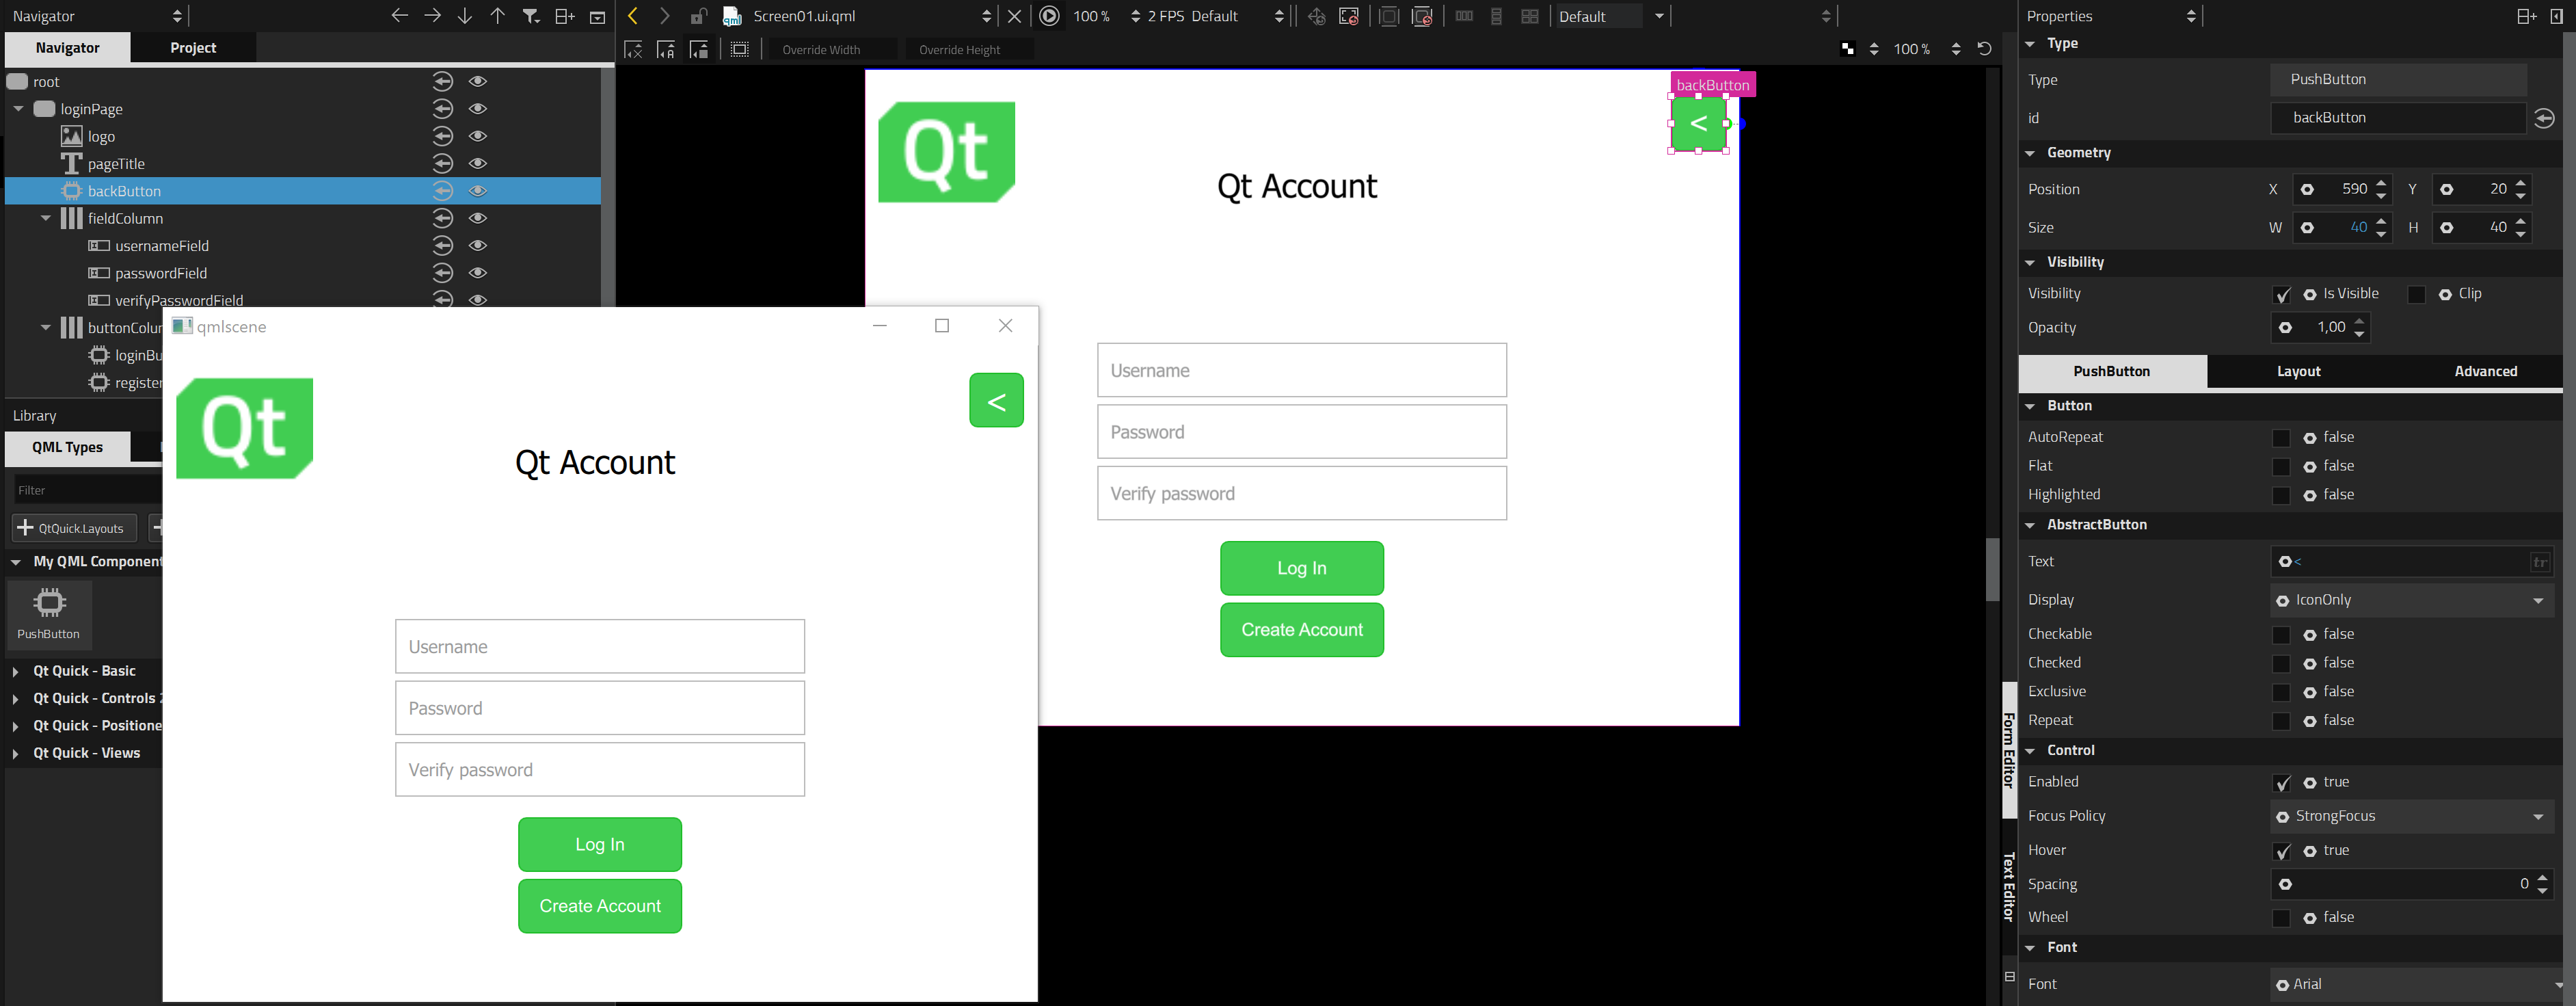 Navigator
Screen01.ui.qml
100 %
2 FPS
Default
Default
Properties
Navigator
Project
Override Width
Override Height
100 %
root
loginPage
logo
pageTitle
backButton
fieldColumn
usernameField
passwordField
verifyPasswordField
buttonColur
loginBu
register
Library
QML Types
Filter
QtQuick.Layouts
My QML Component
PushButton
Qt Quick - Basic
Qt Quick - Controls 2
Qt Quick - Positione
Qt Quick - Views
qmlscene
Qt
<
Qt Account
Username
Password
Verify password
Log In
Create Account
backButton
Qt
<
Qt Account
Username
Password
Verify password
Log In
Create Account
Form Editor
Text Editor
Type
Type PushButton
id backButton
Geometry
Position X 590 Y 20
Size W 40 H 40
Visibility
Visibility Is Visible Clip
Opacity 1,00
PushButton Layout Advanced
Button
AutoRepeat false
Flat false
Highlighted false
AbstractButton
Text < tr
Display IconOnly
Checkable false
Checked false
Exclusive false
Repeat false
Control
Enabled true
Focus Policy StrongFocus
Hover true
Spacing 0
Wheel false
Font
Font Arial